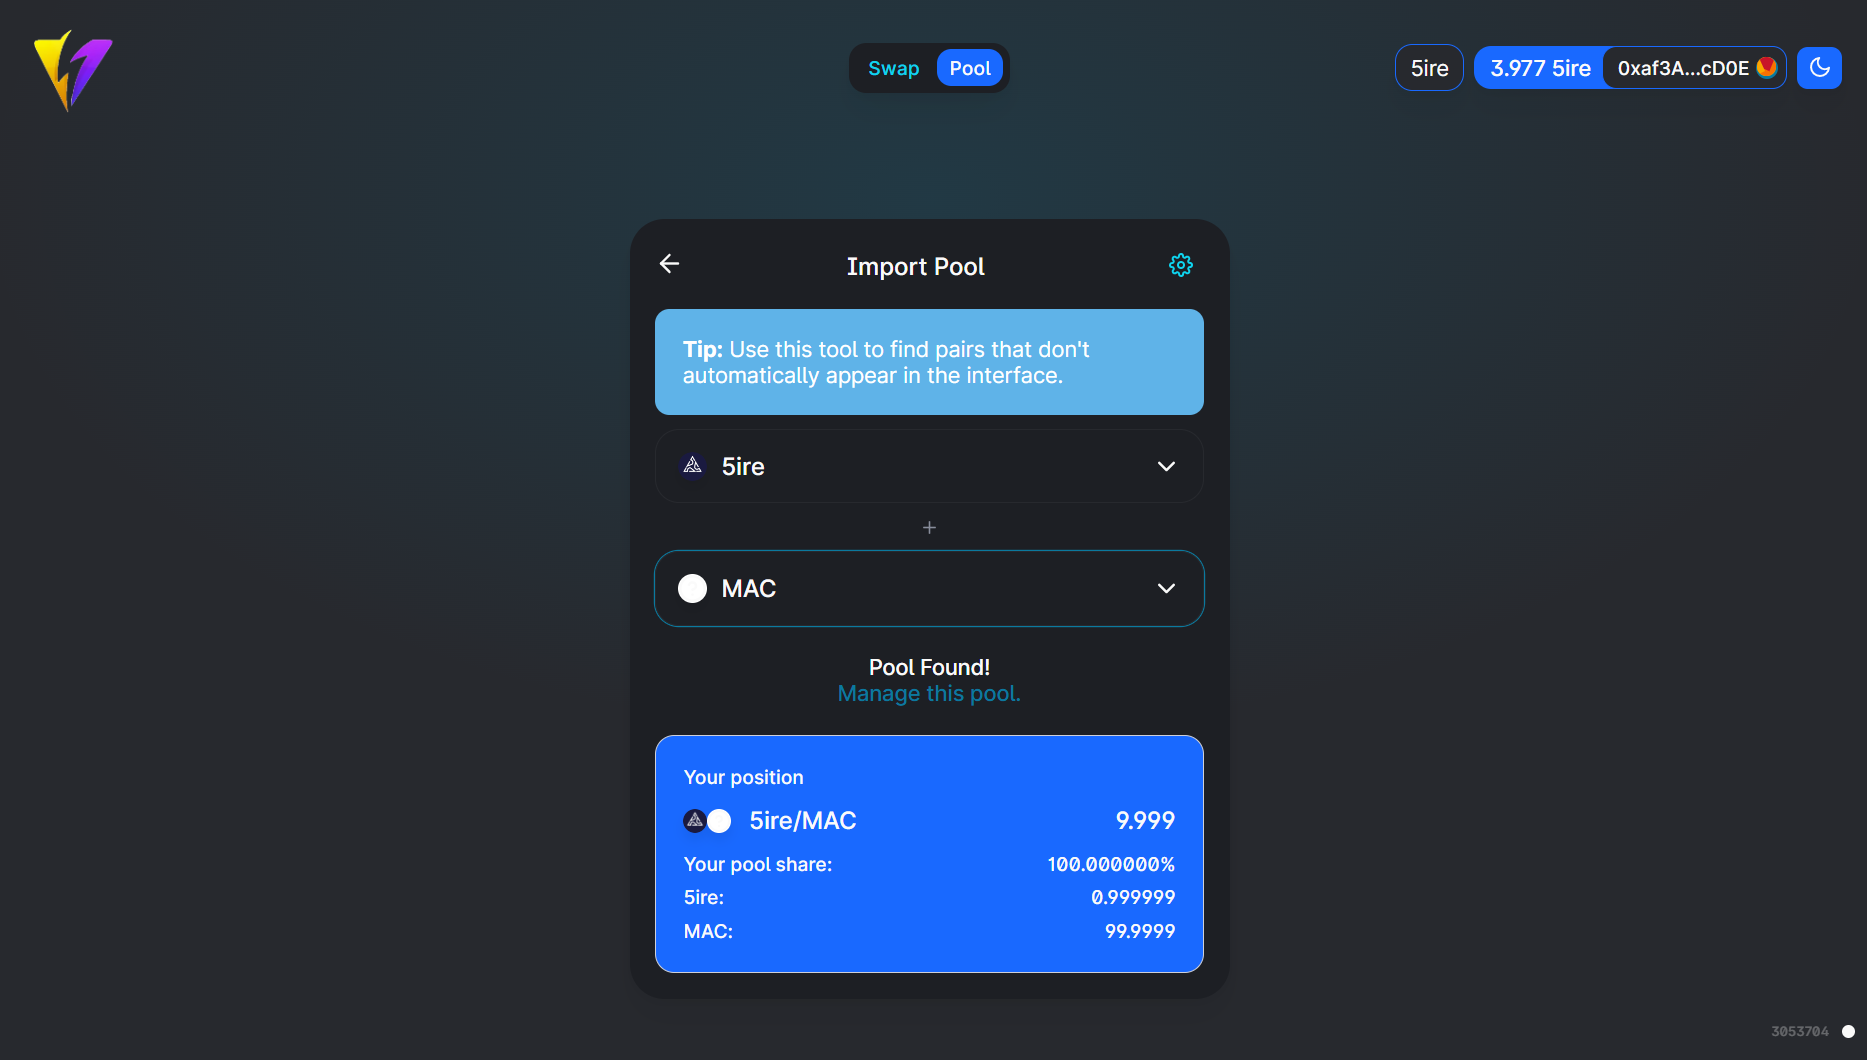 Swap
Pool
5ire
3.977 5ire
0xaf3A...cD0E
Import Pool
Tip: Use this tool to find pairs that don't
automatically appear in the interface.
5ire
+
MAC
Pool Found!
Manage this pool.
Your position
5ire/MAC
9.999
Your pool share:
100.000000%
5ire:
0.999999
MAC:
99.9999
3053704